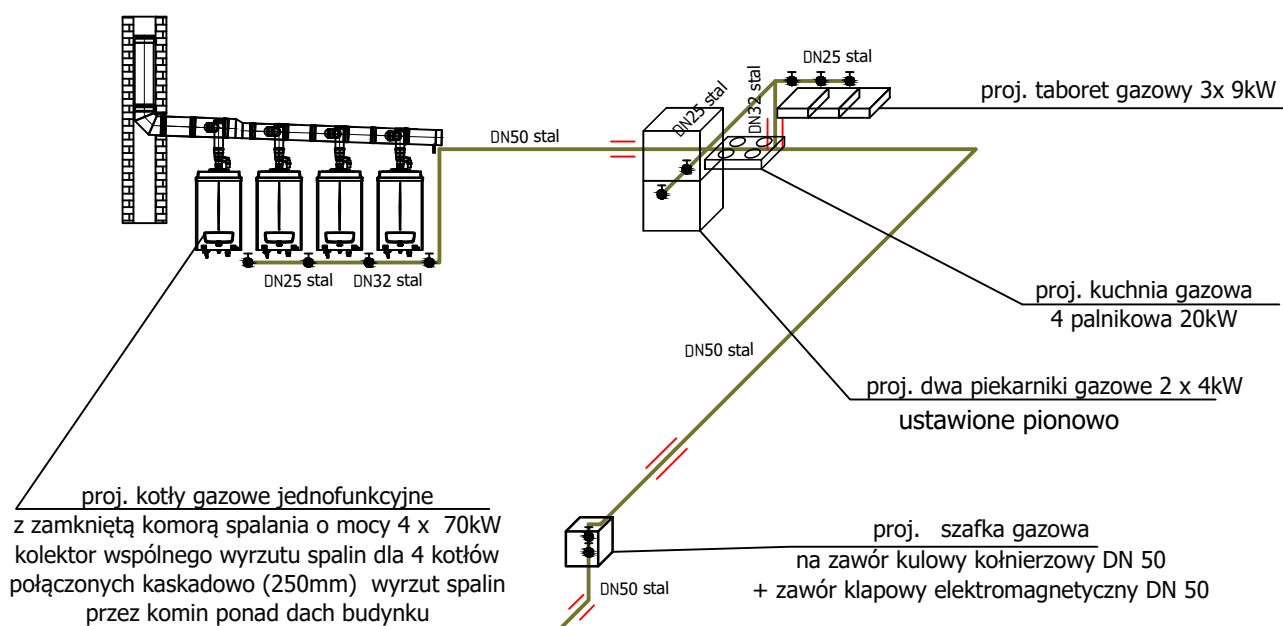 DN25 stal
proj. taboret gazowy 3x 9kW
DN25 stal
DN32 stal
DN50 stal
DN25 stal
DN32 stal
proj. kuchnia gazowa
4 palnikowa 20kW
DN50 stal
proj. dwa piekarniki gazowe 2 x 4kW
ustawione pionowo
proj. kotły gazowe jednofunkcyjne
z zamkniętą komorą spalania o mocy 4 x 70kW
kolektor wspólnego wyrzutu spalin dla 4 kotłów
połączonych kaskadowo (250mm) wyrzut spalin
przez komin ponad dach budynku
proj. szafka gazowa
na zawór kulowy kołnierzowy DN 50
+ zawór klapowy elektromagnetyczny DN 50
DN50 stal